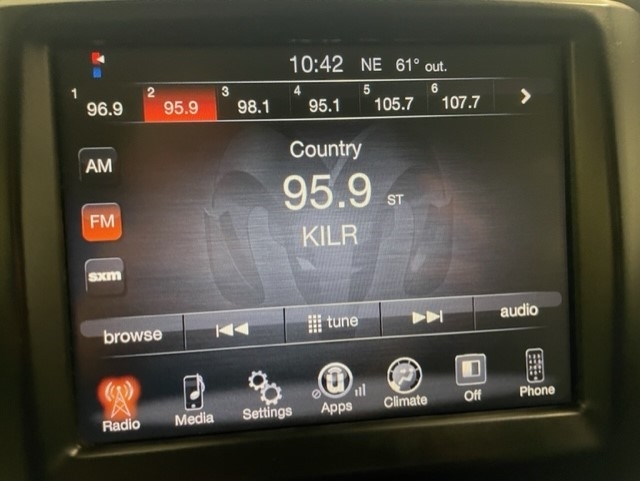 10:42 NE 61° out.
1 96.9 2 95.9 3 98.1 4 95.1 5 105.7 6 107.7
AM
Country
95.9 ST
FM
KILR
sxm
browse tune audio
Radio Media Settings Apps Climate Off Phone